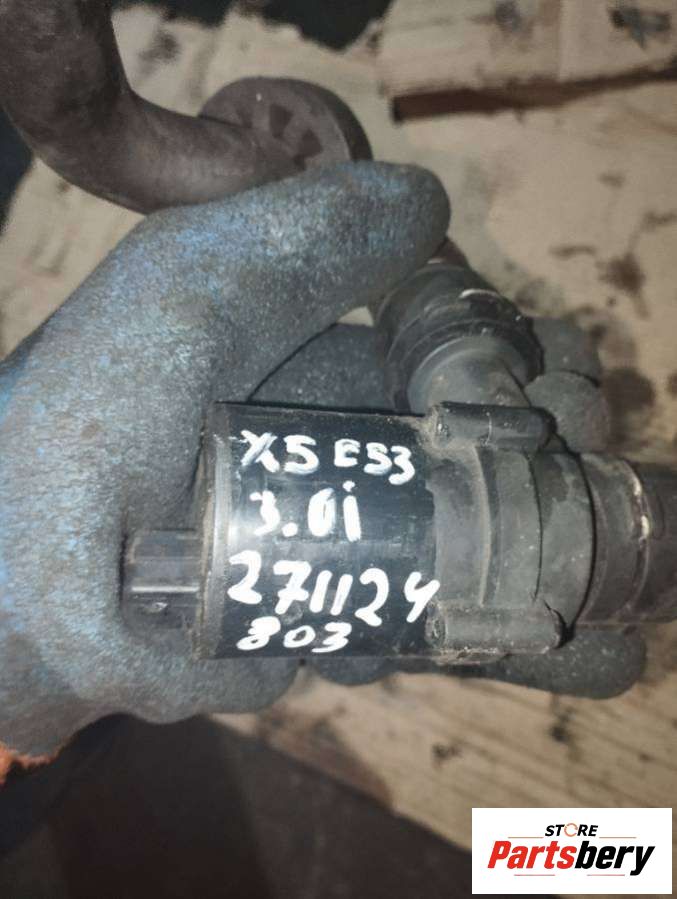 X5 E53
3.0i
271124
803
STORE
Partsbery